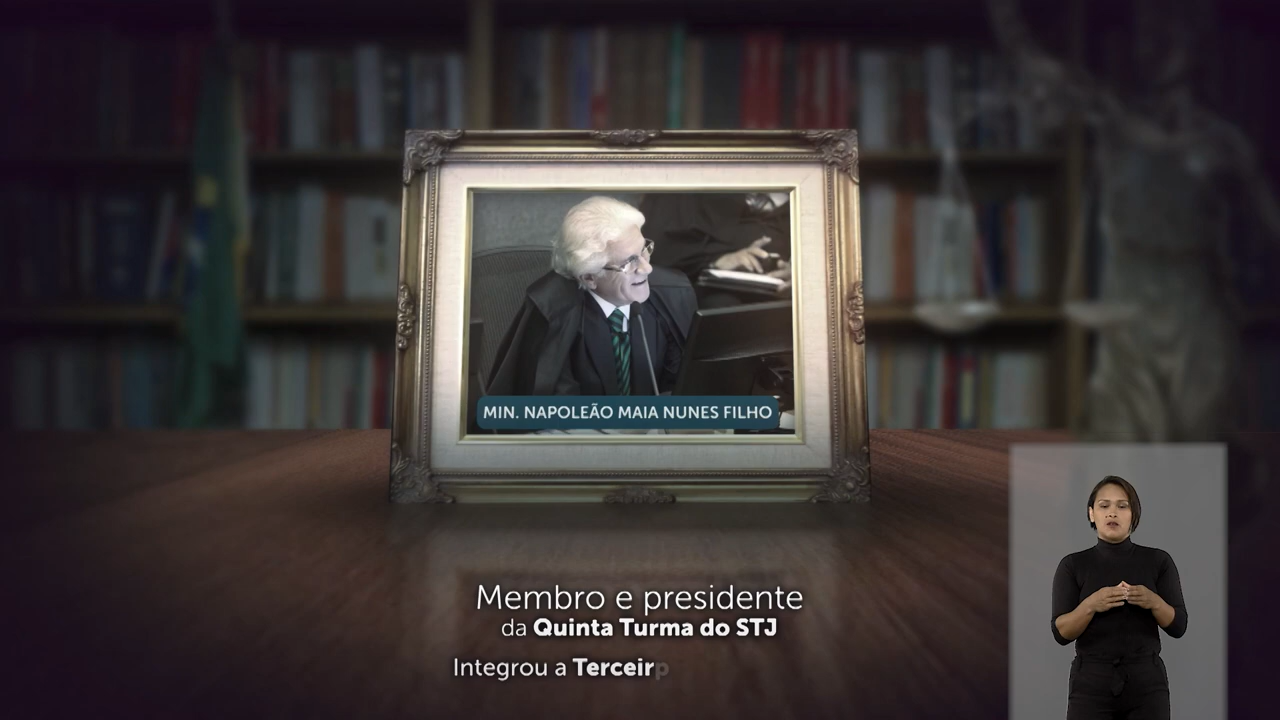 MIN. NAPOLEÃO MAIA NUNES FILHO
Membro e presidente
da Quinta Turma do STJ
Integrou a Terceir